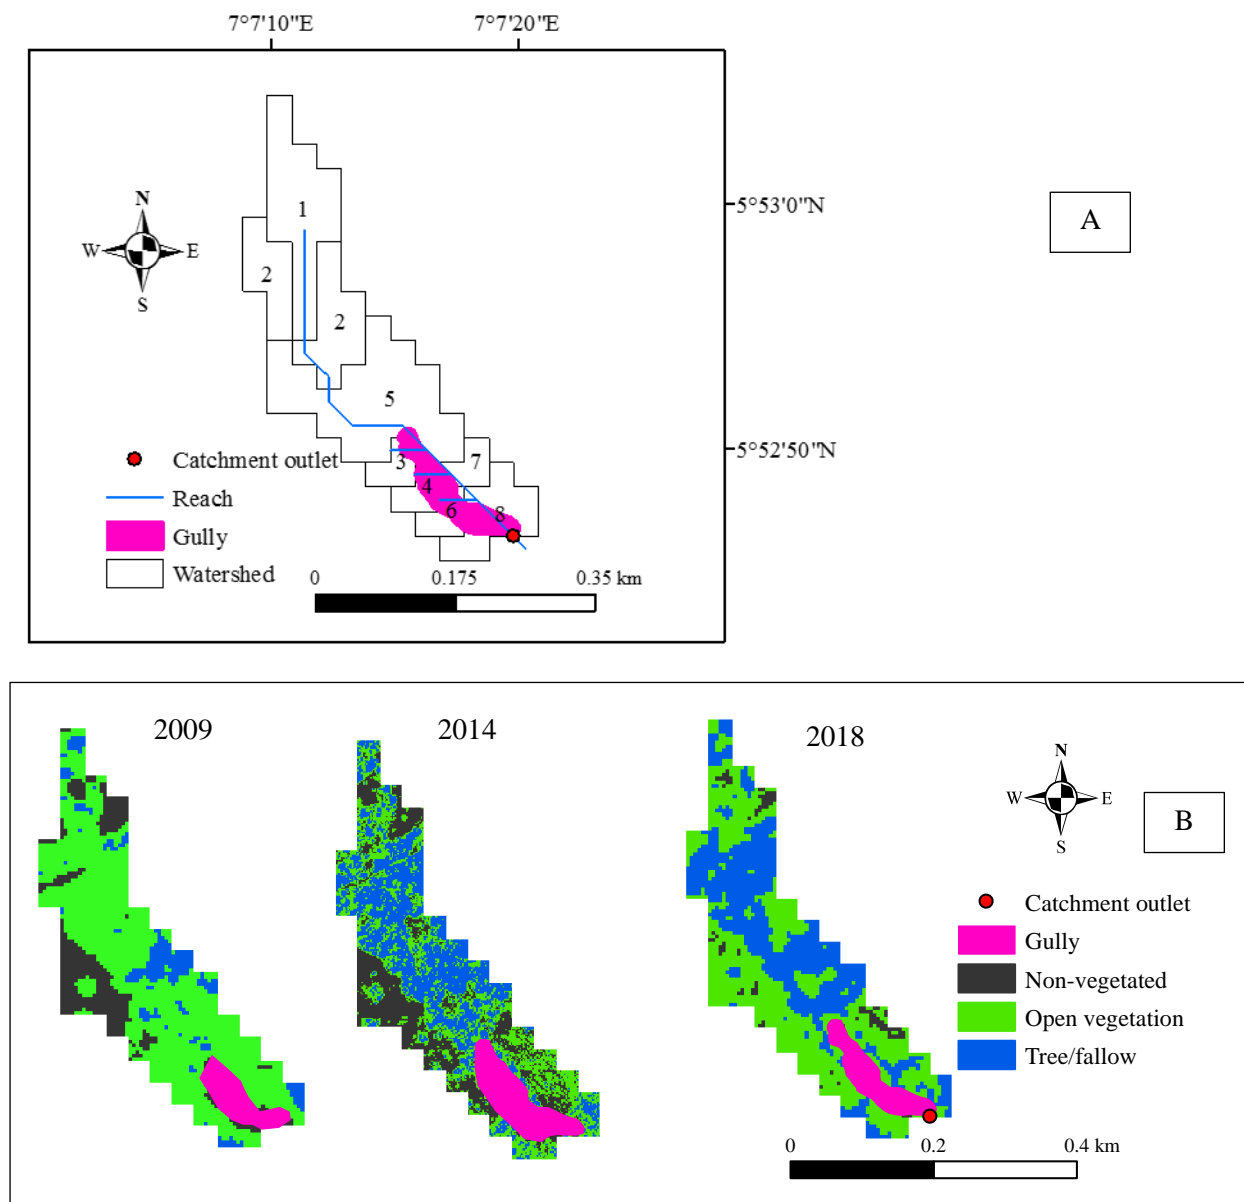 7°7'10"E 7°7'20"E
N
W E
S
5°53'0"N
A
1
2
2
5
5°52'50"N
3
7
4
6
8
Catchment outlet
Reach
Gully
Watershed
0 0.175 0.35 km
2009
2014
2018
N
W E
S
B
Catchment outlet
Gully
Non-vegetated
Open vegetation
Tree/fallow
0 0.2 0.4 km